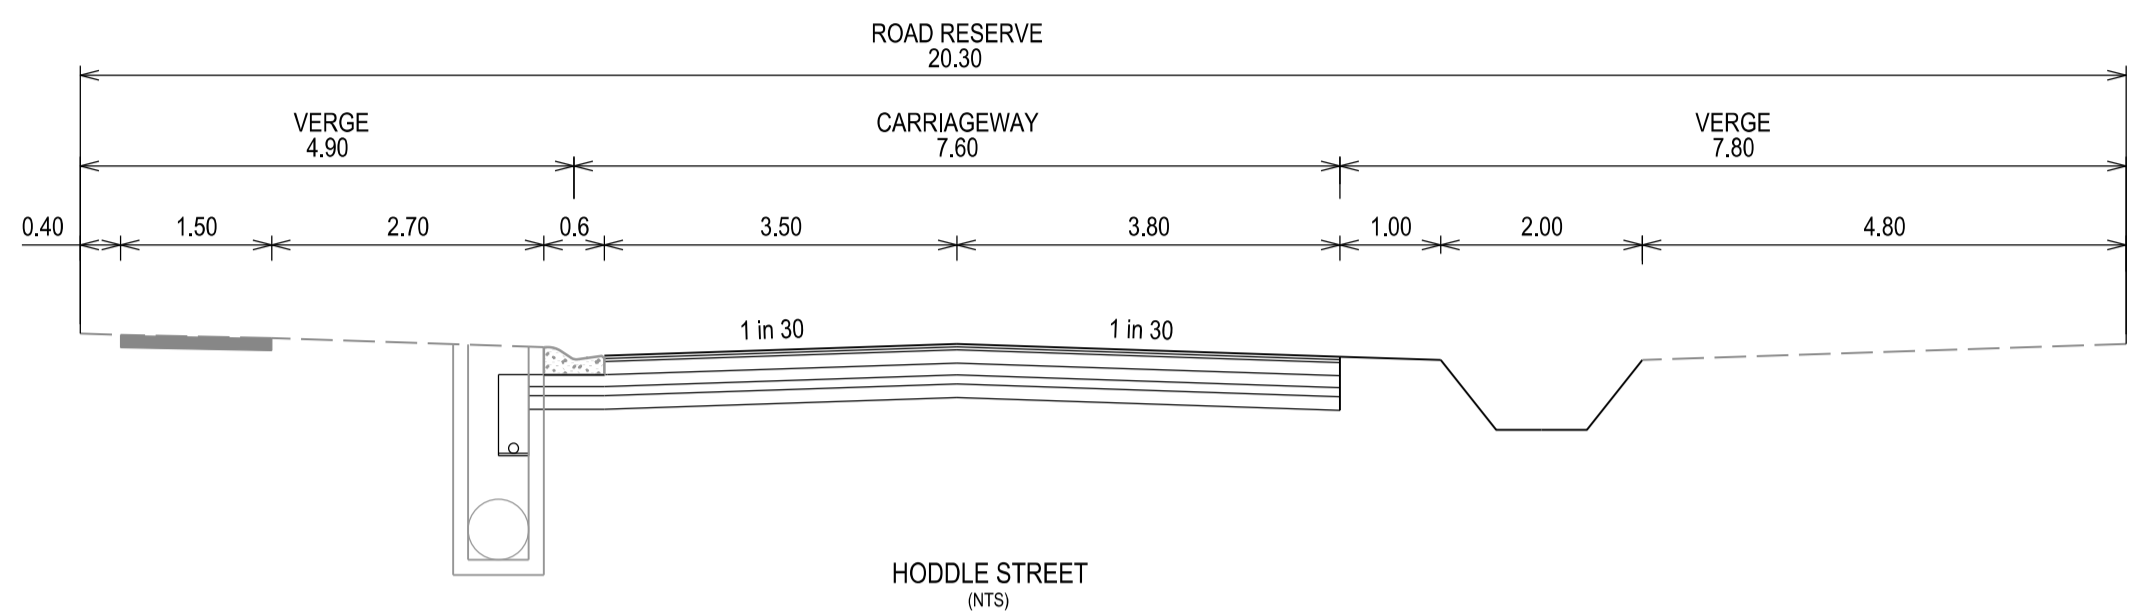 ROAD RESERVE
20.30
VERGE
4.90
CARRIAGEWAY
7.60
VERGE
7.80
0.40 1.50 2.70 0.6 3.50 3.80 1.00 2.00 4.80
1 in 30 1 in 30
HODDLE STREET
(NTS)